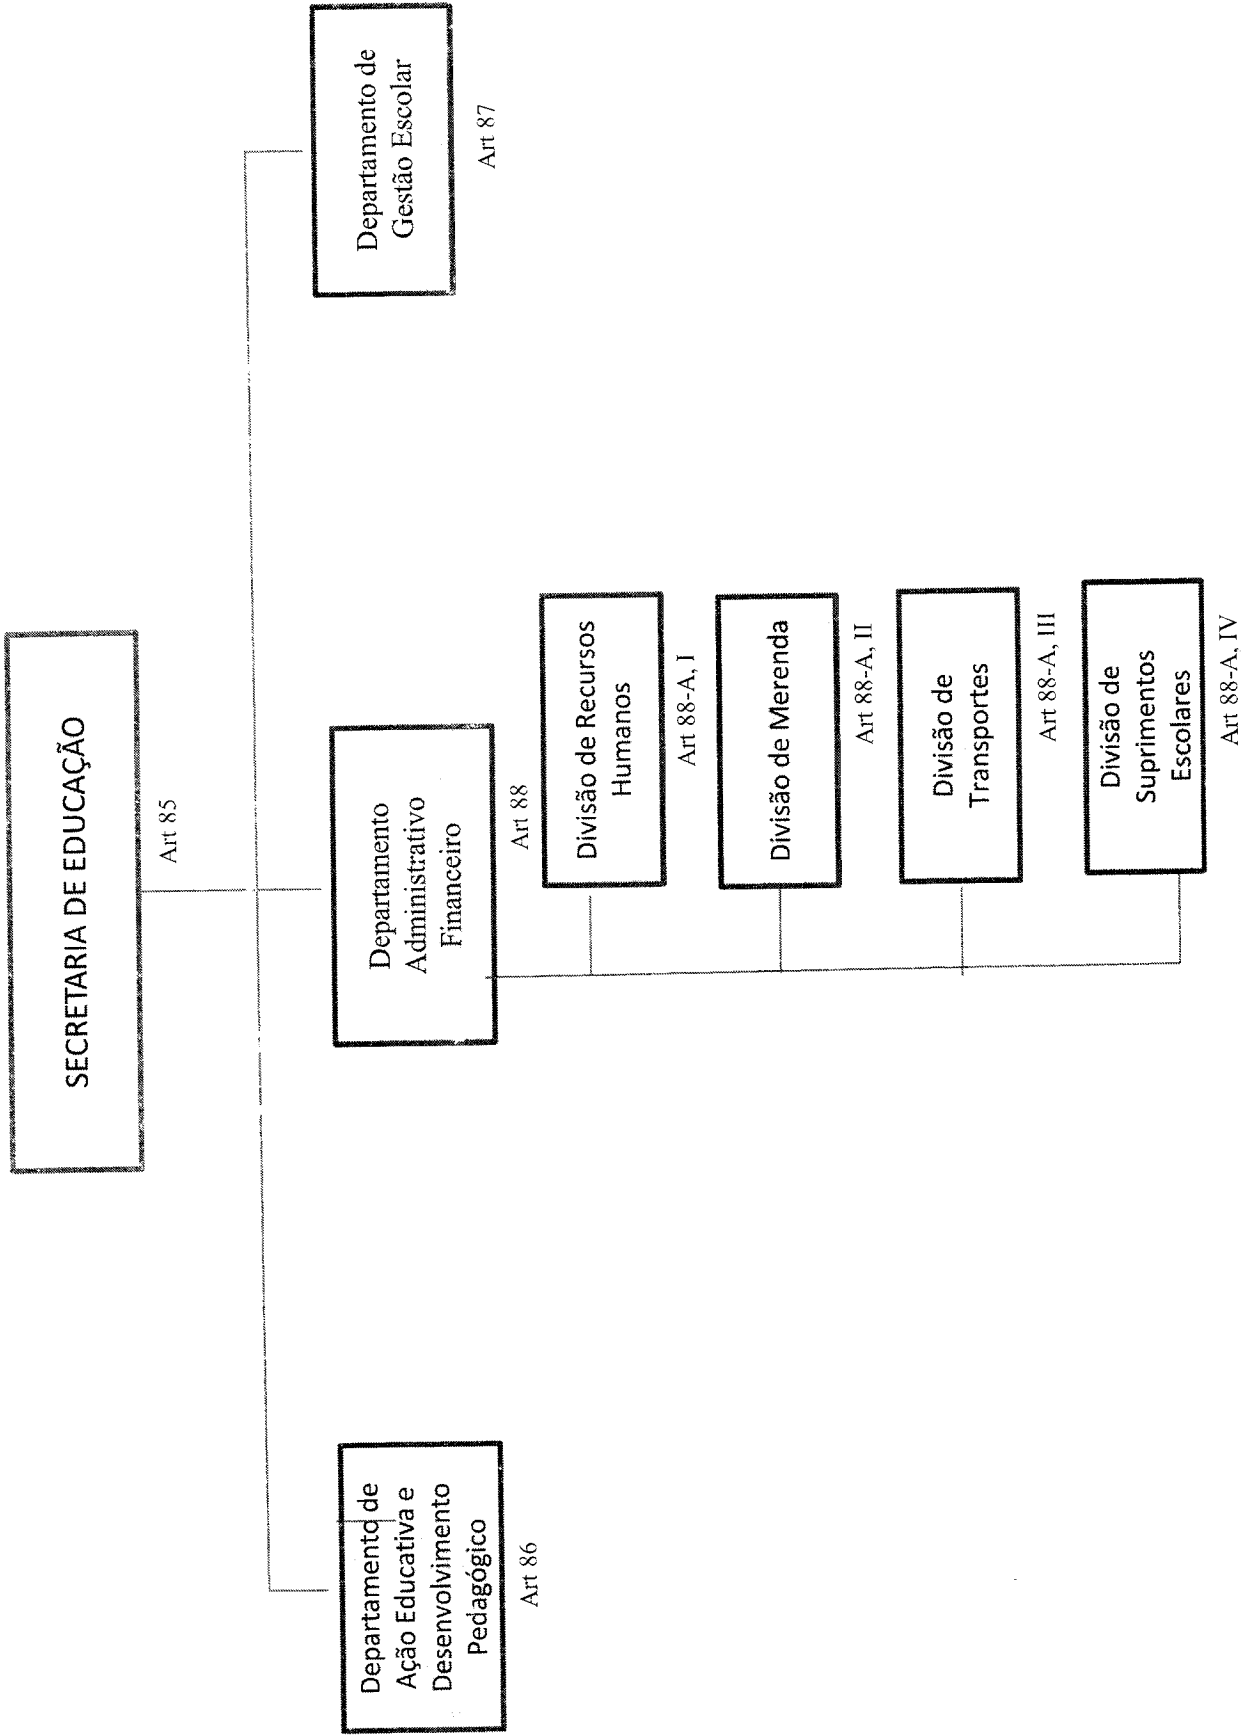 SECRETARIA DE EDUCAÇÃO
Art 85
Departamento de
Ação Educativa e
Desenvolvimento
Pedagógico
Art 86
Departamento
Administrativo
Financeiro
Art 88
Departamento de
Gestão Escolar
Art 87
Divisão de Recursos
Humanos
Art 88-A, I
Divisão de Merenda
Art 88-A, II
Divisão de
Transportes
Art 88-A, III
Divisão de
Suprimentos
Escolares
Art 88-A, IV